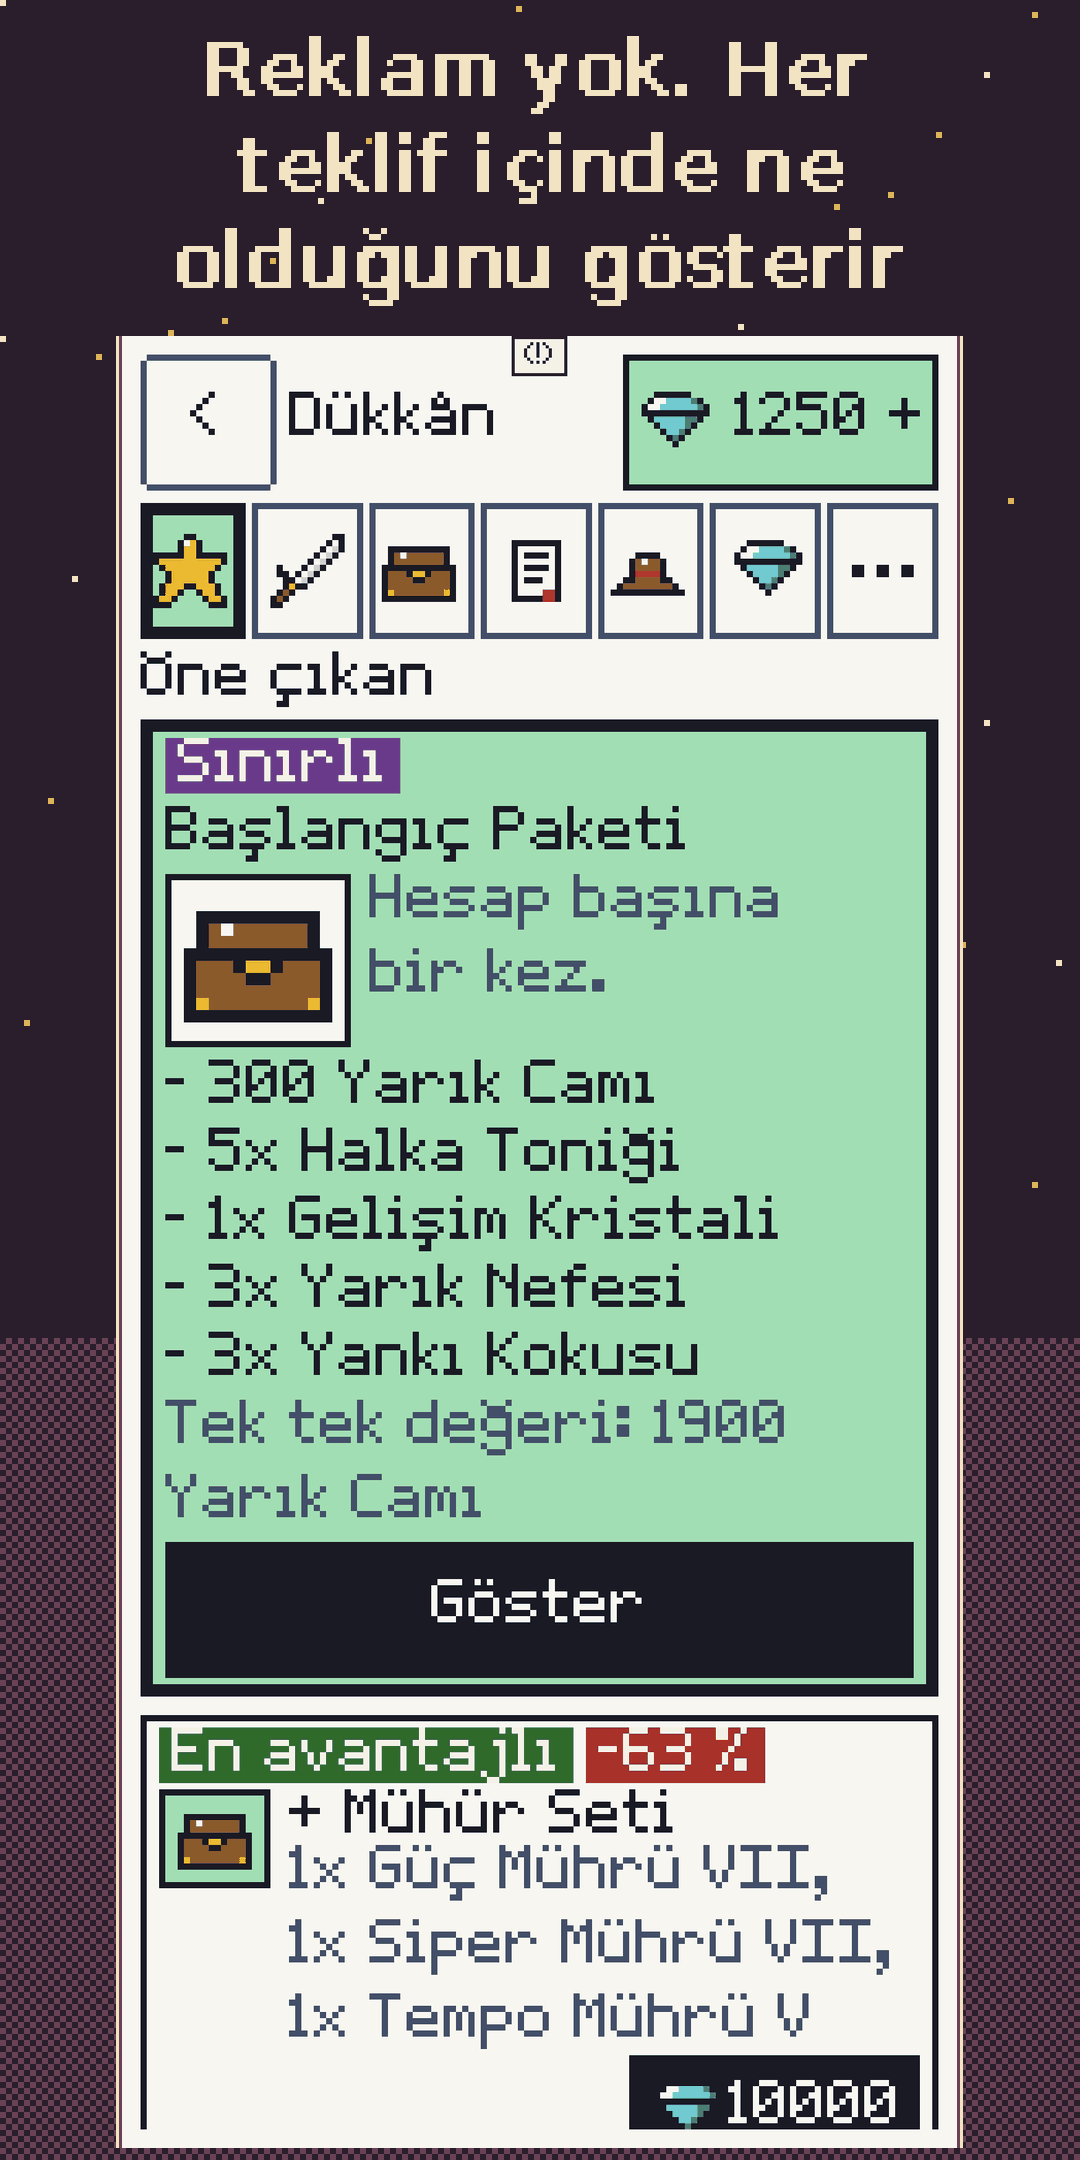 Reklam yok. Her
teklif içinde ne
olduğunu gösterir
Dükkân
1250 +
Öne çıkan
Sınırlı
Başlangıç Paketi
Hesap başına
bir kez.
- 300 Yarık Camı
- 5x Halka Toniği
- 1x Gelişim Kristali
- 3x Yarık Nefesi
- 3x Yankı Kokusu
Tek tek değeri: 1900
Yarık Camı
Göster
En avantajlı -63 %
+ Mühür Seti
1x Güç Mührü VII,
1x Siper Mührü VII,
1x Tempo Mührü V
10000